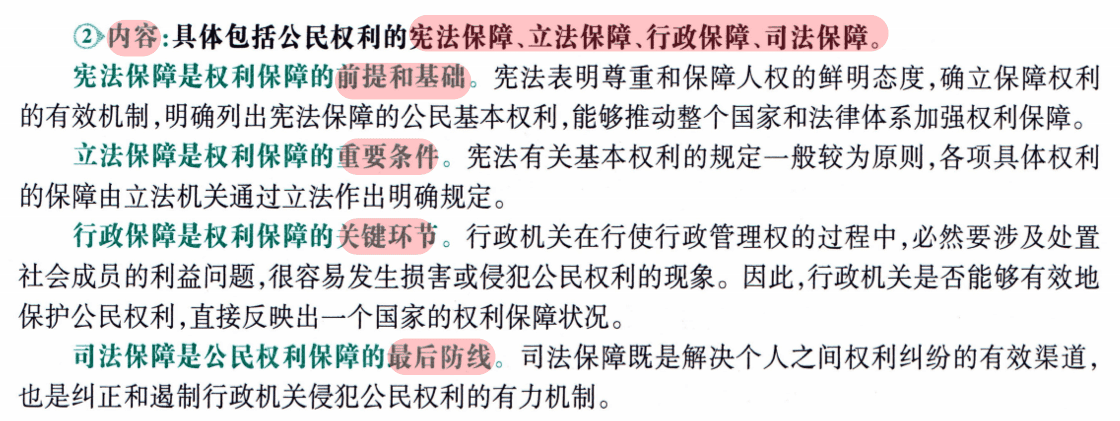 ②内容:具体包括公民权利的宪法保障、立法保障、行政保障、司法保障。
宪法保障是权利保障的前提和基础。宪法表明尊重和保障人权的鲜明态度,确立保障权利
的有效机制,明确列出宪法保障的公民基本权利,能够推动整个国家和法律体系加强权利保障。
立法保障是权利保障的重要条件。宪法有关基本权利的规定一般较为原则,各项具体权利
的保障由立法机关通过立法作出明确规定。
行政保障是权利保障的关键环节。行政机关在行使行政管理权的过程中,必然要涉及处置
社会成员的利益问题,很容易发生损害或侵犯公民权利的现象。因此,行政机关是否能够有效地
保护公民权利,直接反映出一个国家的权利保障状况。
司法保障是公民权利保障的最后防线。司法保障既是解决个人之间权利纠纷的有效渠道,
也是纠正和遏制行政机关侵犯公民权利的有力机制。